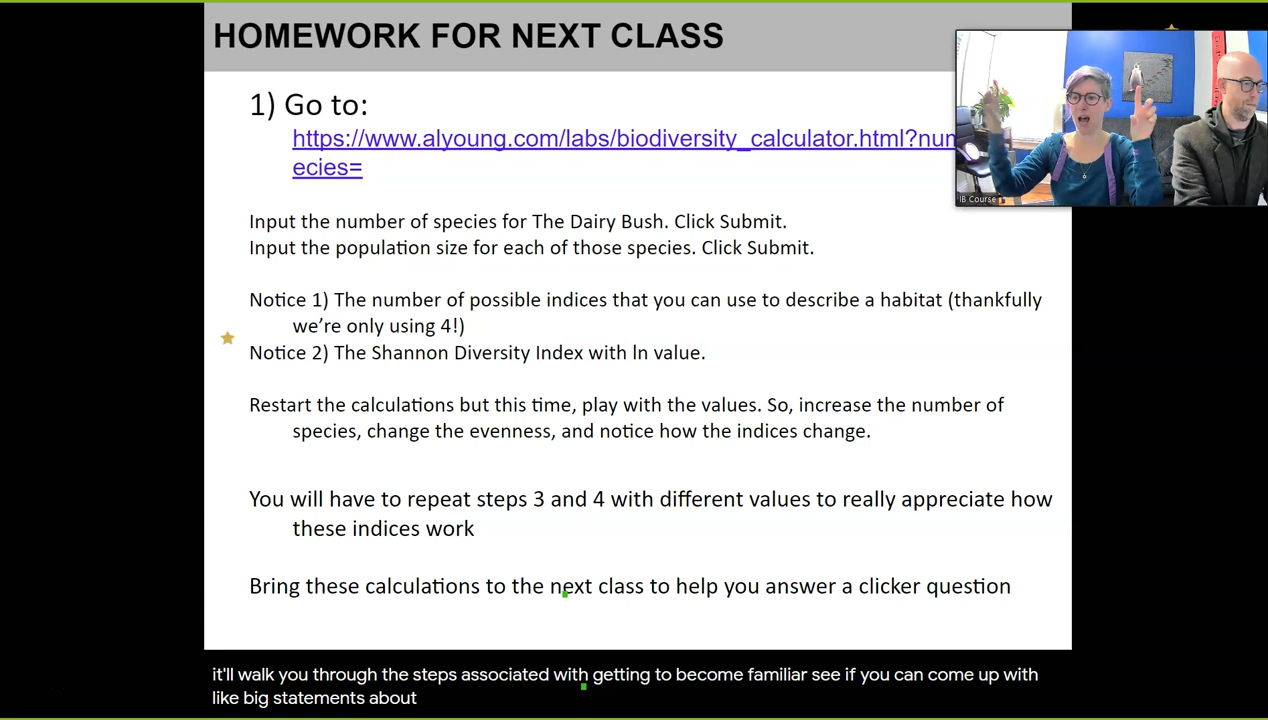 HOMEWORK FOR NEXT CLASS
1) Go to:
https://www.alyoung.com/labs/biodiversity_calculator.html?num
ecies=
IB Course
Input the number of species for The Dairy Bush. Click Submit.
Input the population size for each of those species. Click Submit.
Notice 1) The number of possible indices that you can use to describe a habitat (thankfully
we’re only using 4!)
Notice 2) The Shannon Diversity Index with ln value.
Restart the calculations but this time, play with the values. So, increase the number of
species, change the evenness, and notice how the indices change.
You will have to repeat steps 3 and 4 with different values to really appreciate how
these indices work
Bring these calculations to the next class to help you answer a clicker question
it'll walk you through the steps associated with getting to become familiar see if you can come up with
like big statements about